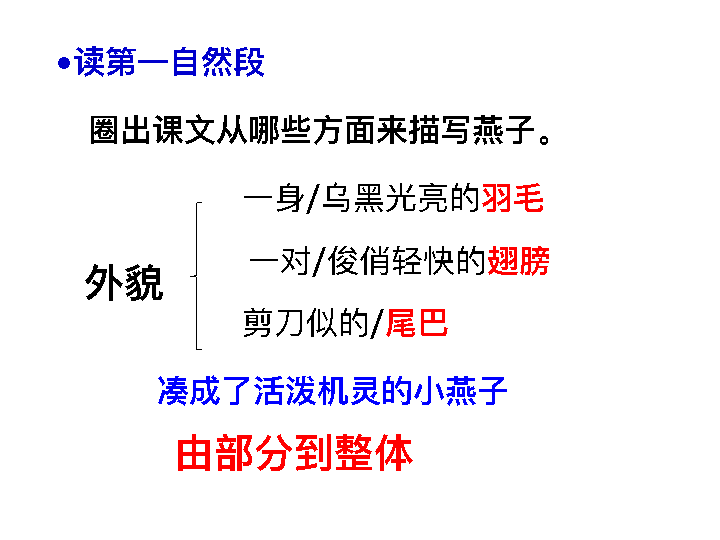 •读第一自然段
圈出课文从哪些方面来描写燕子。
一身/乌黑光亮的羽毛
一对/俊俏轻快的翅膀
外貌
剪刀似的/尾巴
凑成了活泼机灵的小燕子
由部分到整体